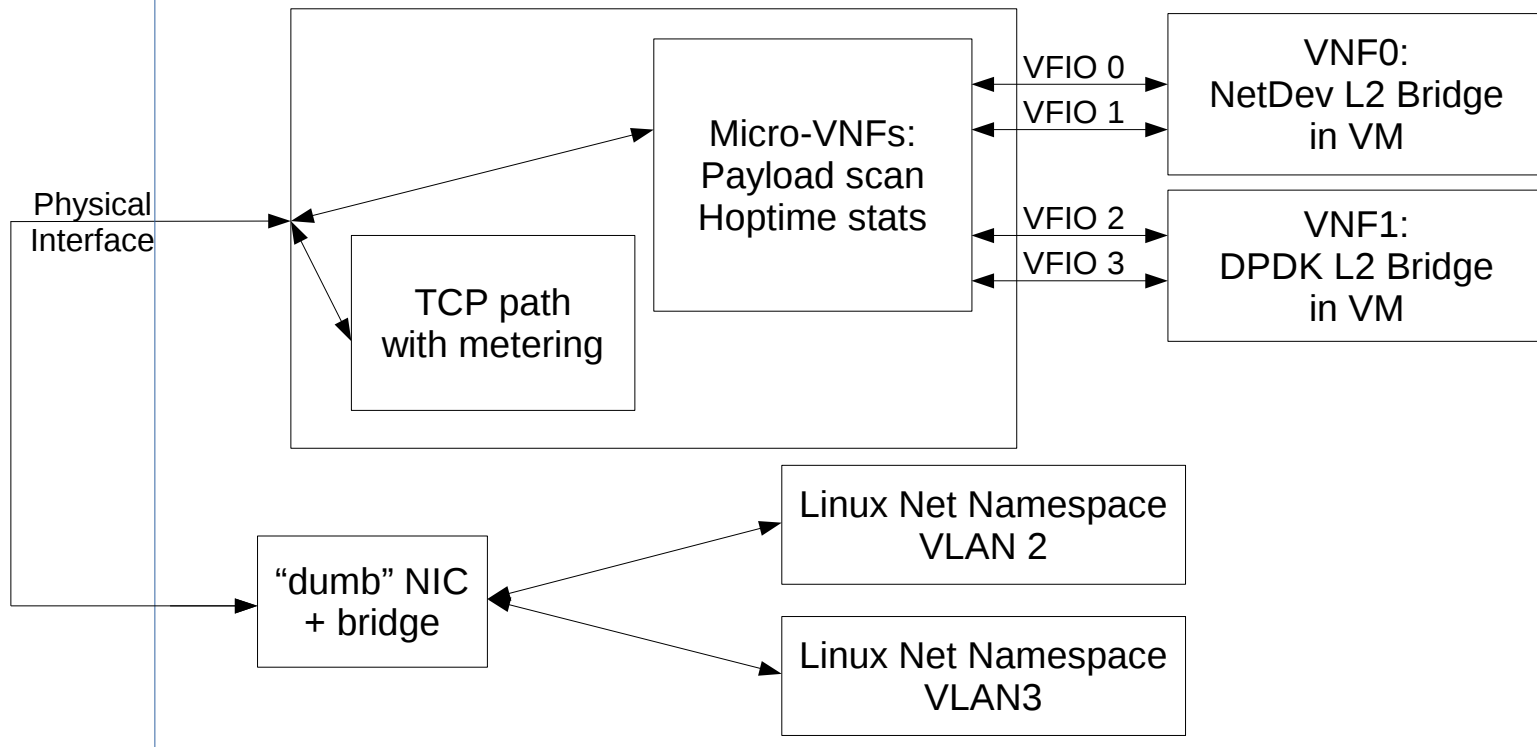 Physical
Interface
TCP path
with metering
Micro-VNFs:
Payload scan
Hoptime stats
VFIO 0
VFIO 1
VFIO 2
VFIO 3
VNF0:
NetDev L2 Bridge
in VM
VNF1:
DPDK L2 Bridge
in VM
“dumb” NIC
+ bridge
Linux Net Namespace
VLAN 2
Linux Net Namespace
VLAN3